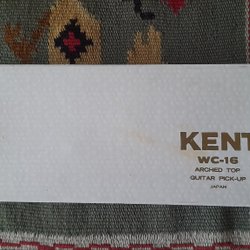 KENT
WC-16
ARCHED TOP
GUITAR PICK-UP
JAPAN